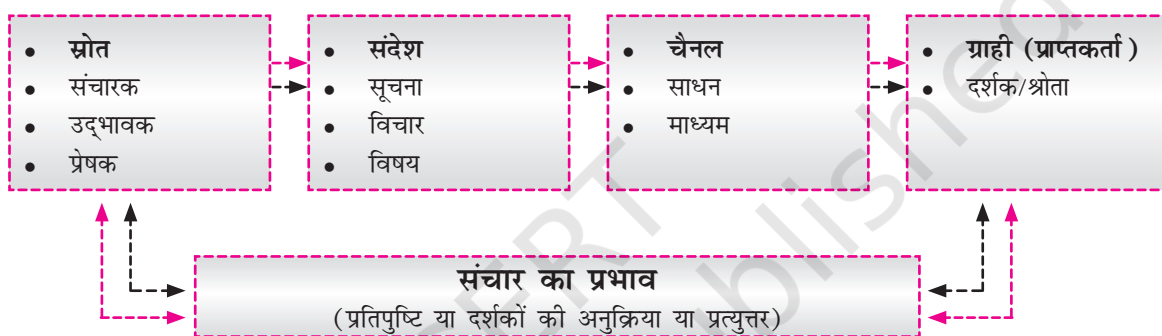 स्रोत
संचारक
उद्भावक
प्रेषक
संदेश
सूचना
विचार
विषय
चैनल
साधन
माध्यम
ग्राही (प्राप्तकर्ता)
दर्शक/श्रोता
संचार का प्रभाव
(प्रतिपुष्टि या दर्शकों की अनुक्रिया या प्रत्युत्तर)